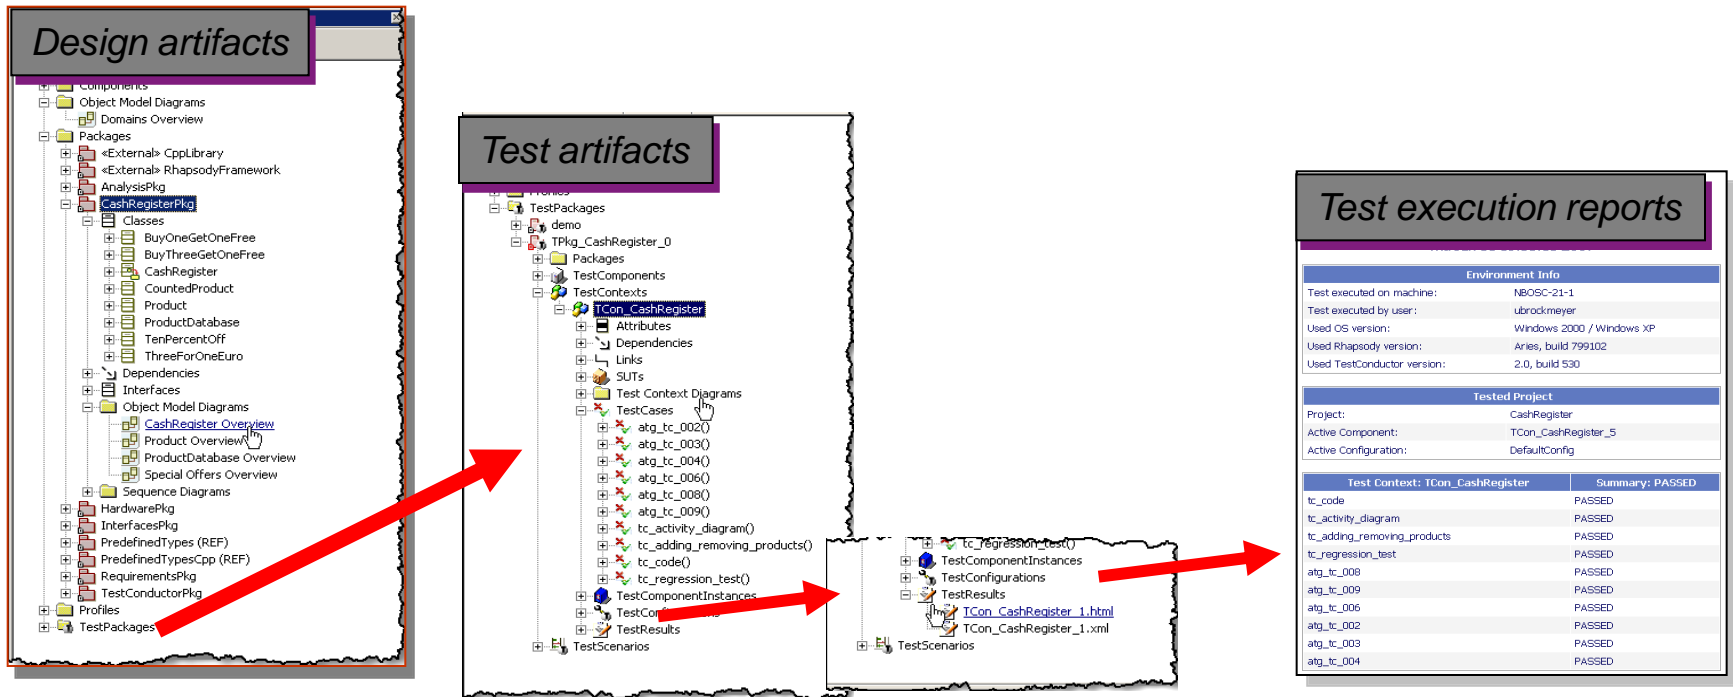 Design artifacts
Components
Object Model Diagrams
Domains Overview
Packages
«External» CppLibrary
«External» RhapsodyFramework
AnalysisPkg
CashRegisterPkg
Classes
BuyOneGetOneFree
BuyThreeGetOneFree
CashRegister
CountedProduct
Product
ProductDatabase
TenPercentOff
ThreeForOneEuro
Dependencies
Interfaces
Object Model Diagrams
CashRegister Overview
Product Overview
ProductDatabase Overview
Special Offers Overview
Sequence Diagrams
HardwarePkg
InterfacesPkg
PredefinedTypes (REF)
PredefinedTypesCpp (REF)
RequirementsPkg
TestConductorPkg
Profiles
TestPackages
Test artifacts
Profiles
TestPackages
demo
TPkg_CashRegister_0
Packages
TestComponents
TestContexts
TCon_CashRegister
Attributes
Dependencies
Links
SUTs
Test Context Diagrams
TestCases
atg_tc_002()
atg_tc_003()
atg_tc_004()
atg_tc_006()
atg_tc_008()
atg_tc_009()
tc_activity_diagram()
tc_adding_removing_products()
tc_code()
tc_regression_test()
TestComponentInstances
TestResults
TestScenarios
tc_regression_test()
TestComponentInstances
TestConfigurations
TestResults
TCon_CashRegister_1.html
TCon_CashRegister_1.xml
TestScenarios
Test execution reports
Environment Info
Test executed on machine: NBOSC-21-1
Test executed by user: ubrockmeyer
Used OS version: Windows 2000 / Windows XP
Used Rhapsody version: Aries, build 799102
Used TestConductor version: 2.0, build 530
Tested Project
Project: CashRegister
Active Component: TCon_CashRegister_5
Active Configuration: DefaultConfig
Test Context: TCon_CashRegister Summary: PASSED
tc_code PASSED
tc_activity_diagram PASSED
tc_adding_removing_products PASSED
tc_regression_test PASSED
atg_tc_008 PASSED
atg_tc_009 PASSED
atg_tc_006 PASSED
atg_tc_002 PASSED
atg_tc_003 PASSED
atg_tc_004 PASSED